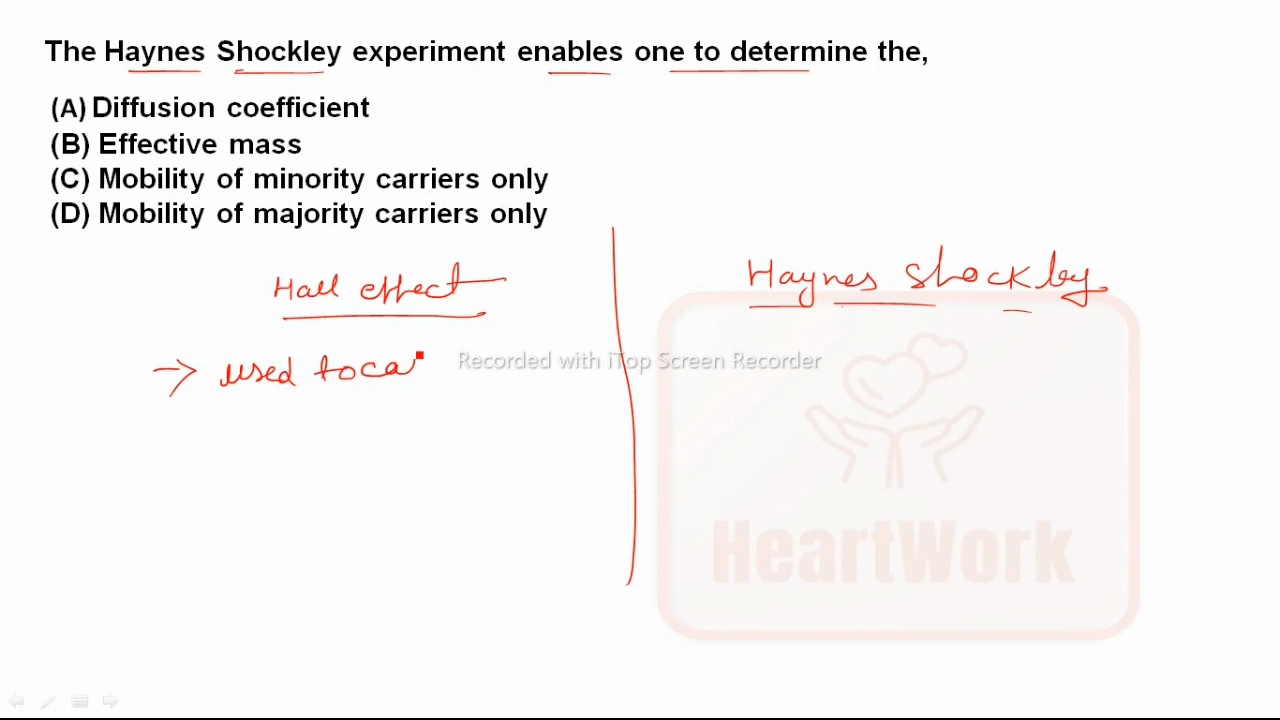 The Haynes Shockley experiment enables one to determine the,
(A) Diffusion coefficient
(B) Effective mass
(C) Mobility of minority carriers only
(D) Mobility of majority carriers only
Hall effect
Haynes Shockley
→ used to ca
Recorded with iTop Screen Recorder
HeartWork